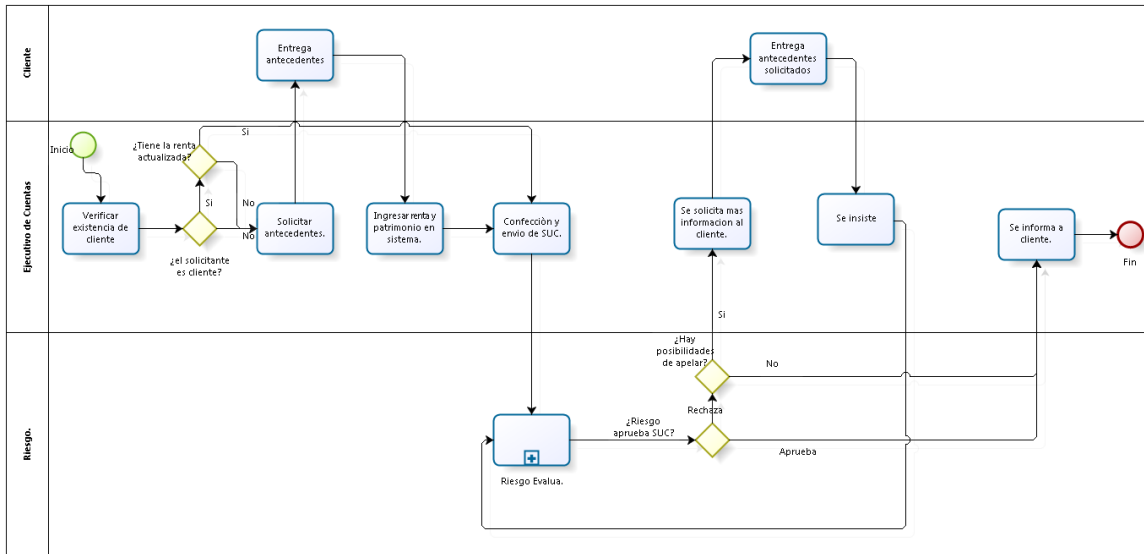 Cliente
Entrega
antecedentes
Entrega
antecedentes
solicitados
Ejecutivo de Cuentas
Inicio
¿Tiene la renta
actualizada?
Si
Si
No
No
Verificar
existencia de
cliente
¿el solicitante
es cliente?
Solicitar
antecedentes.
Ingresar renta y
patrimonio en
sistema.
Confecciòn y
envio de SUC.
Se solicita mas
informacion al
cliente.
Se insiste
Se informa a
cliente.
Fin
Si
Riesgo.
¿Hay
posibilidades
de apelar?
No
Rechaza
¿Riesgo
aprueba SUC?
Aprueba
Riesgo Evalua.